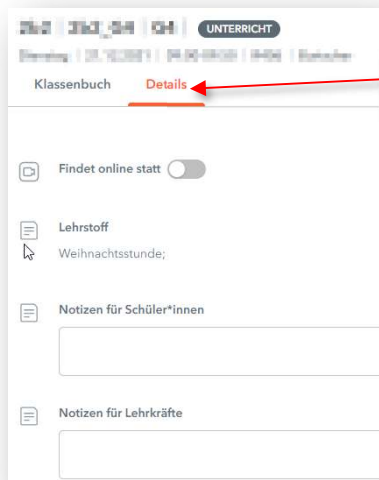 UNTERRICHT
Klassenbuch Details
Findet online statt
Lehrstoff
Weihnachtsstunde;
Notizen für Schüler*innen
Notizen für Lehrkräfte